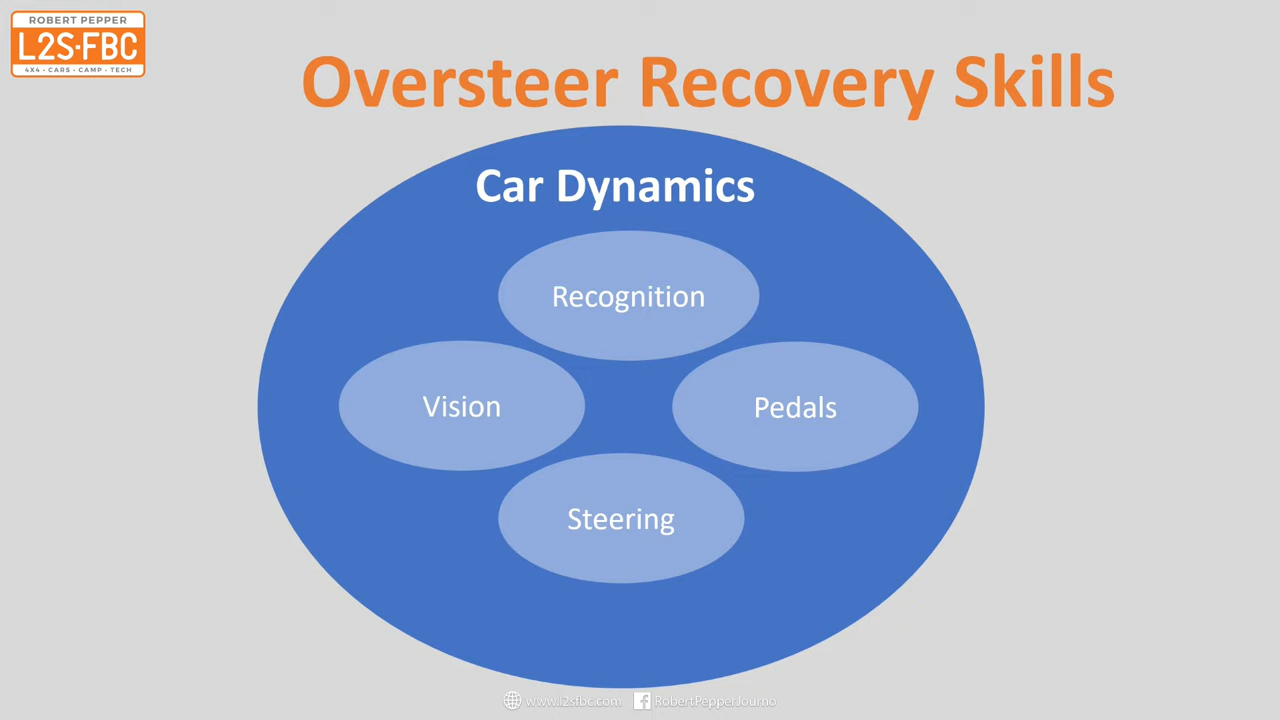 ROBERT PEPPER
L2S·FBC
4X4 • CARS • CAMP • TECH
Oversteer Recovery Skills
Car Dynamics
Recognition
Vision
Pedals
Steering
www.l2sfbc.com RobertPepperJourno